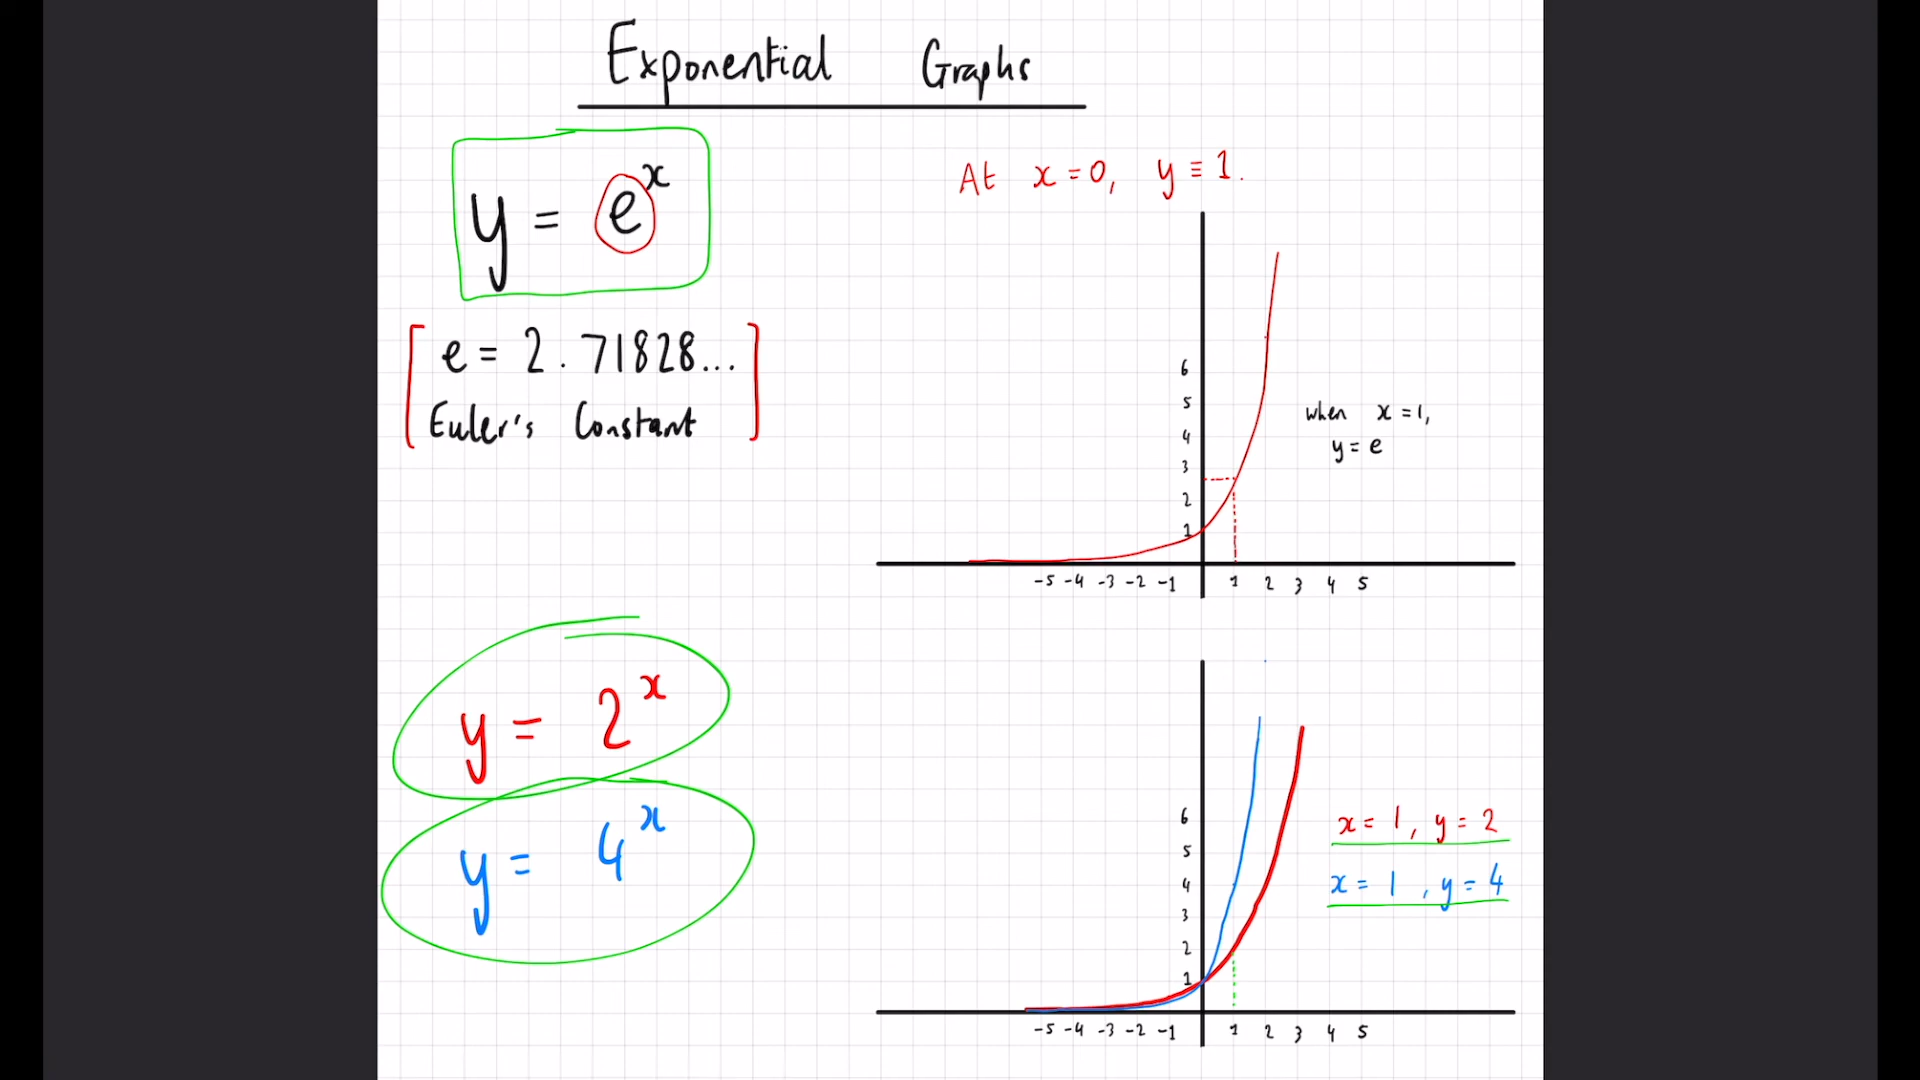 Exponential Graphs
y = e^x
e = 2.71828...
Euler's Constant
At x=0, y≡1.
6
5
4
3
2
1
-5 -4 -3 -2 -1 1 2 3 4 5
when x=1,
y=e
y = 2^x
y = 4^x
6
5
4
3
2
1
-5 -4 -3 -2 -1 1 2 3 4 5
x=1, y=2
x=1, y=4